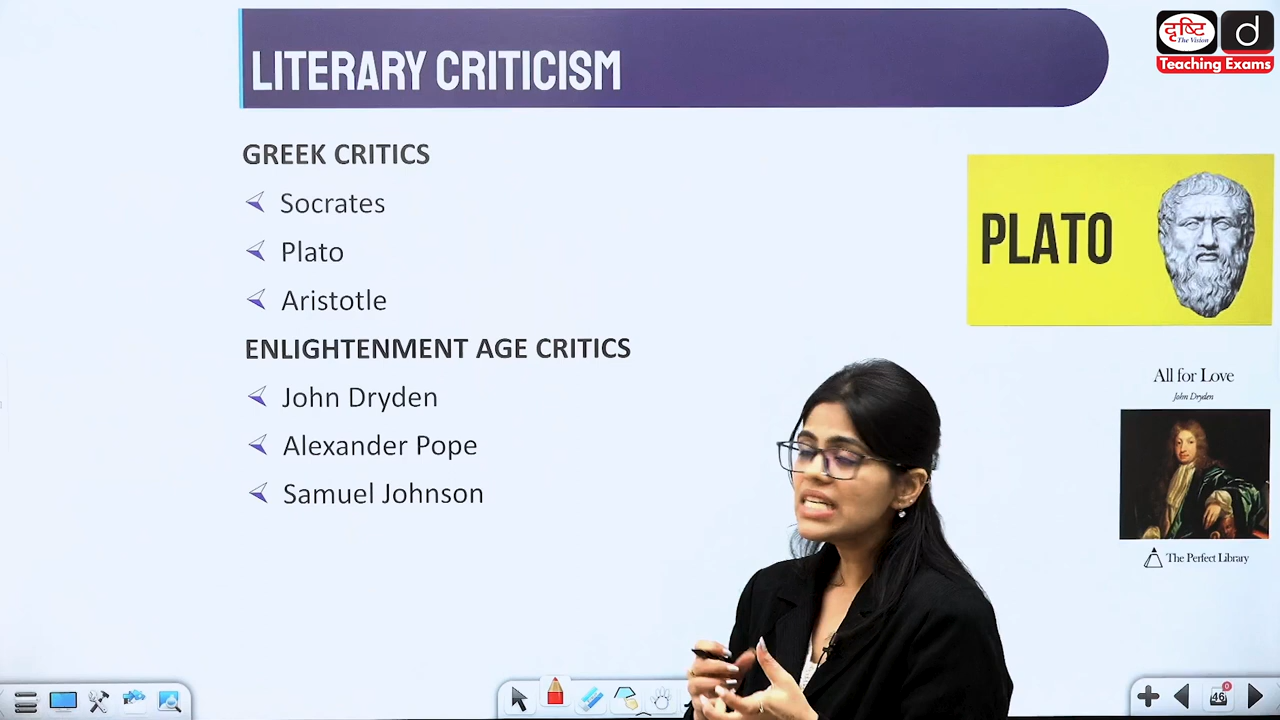 LITERARY CRITICISM
दृष्टि
The Vision
d
Teaching Exams
GREEK CRITICS
Socrates
Plato
Aristotle
ENLIGHTENMENT AGE CRITICS
John Dryden
Alexander Pope
Samuel Johnson
PLATO
All for Love
John Dryden
The Perfect Library
46
0